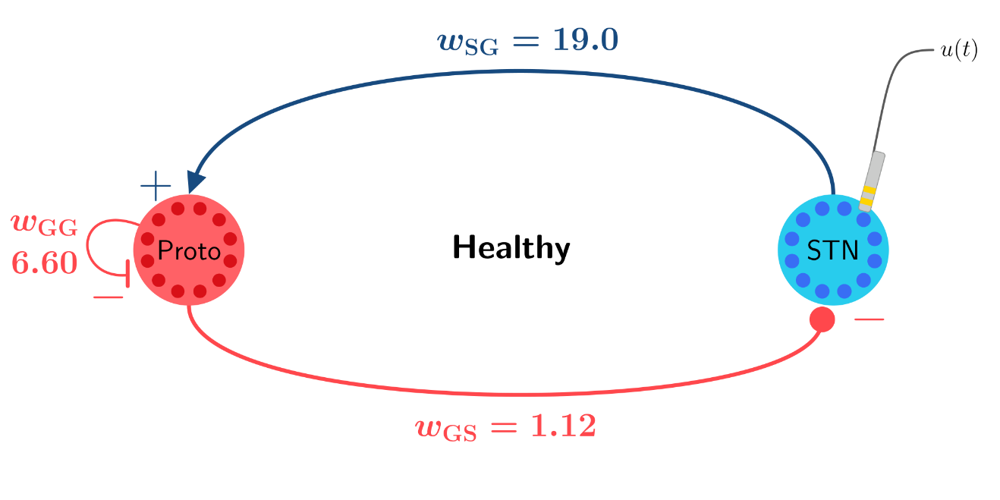 w_SG = 19.0
u(t)
+
w_GG
6.60
Proto
Healthy
STN
−
−
w_GS = 1.12